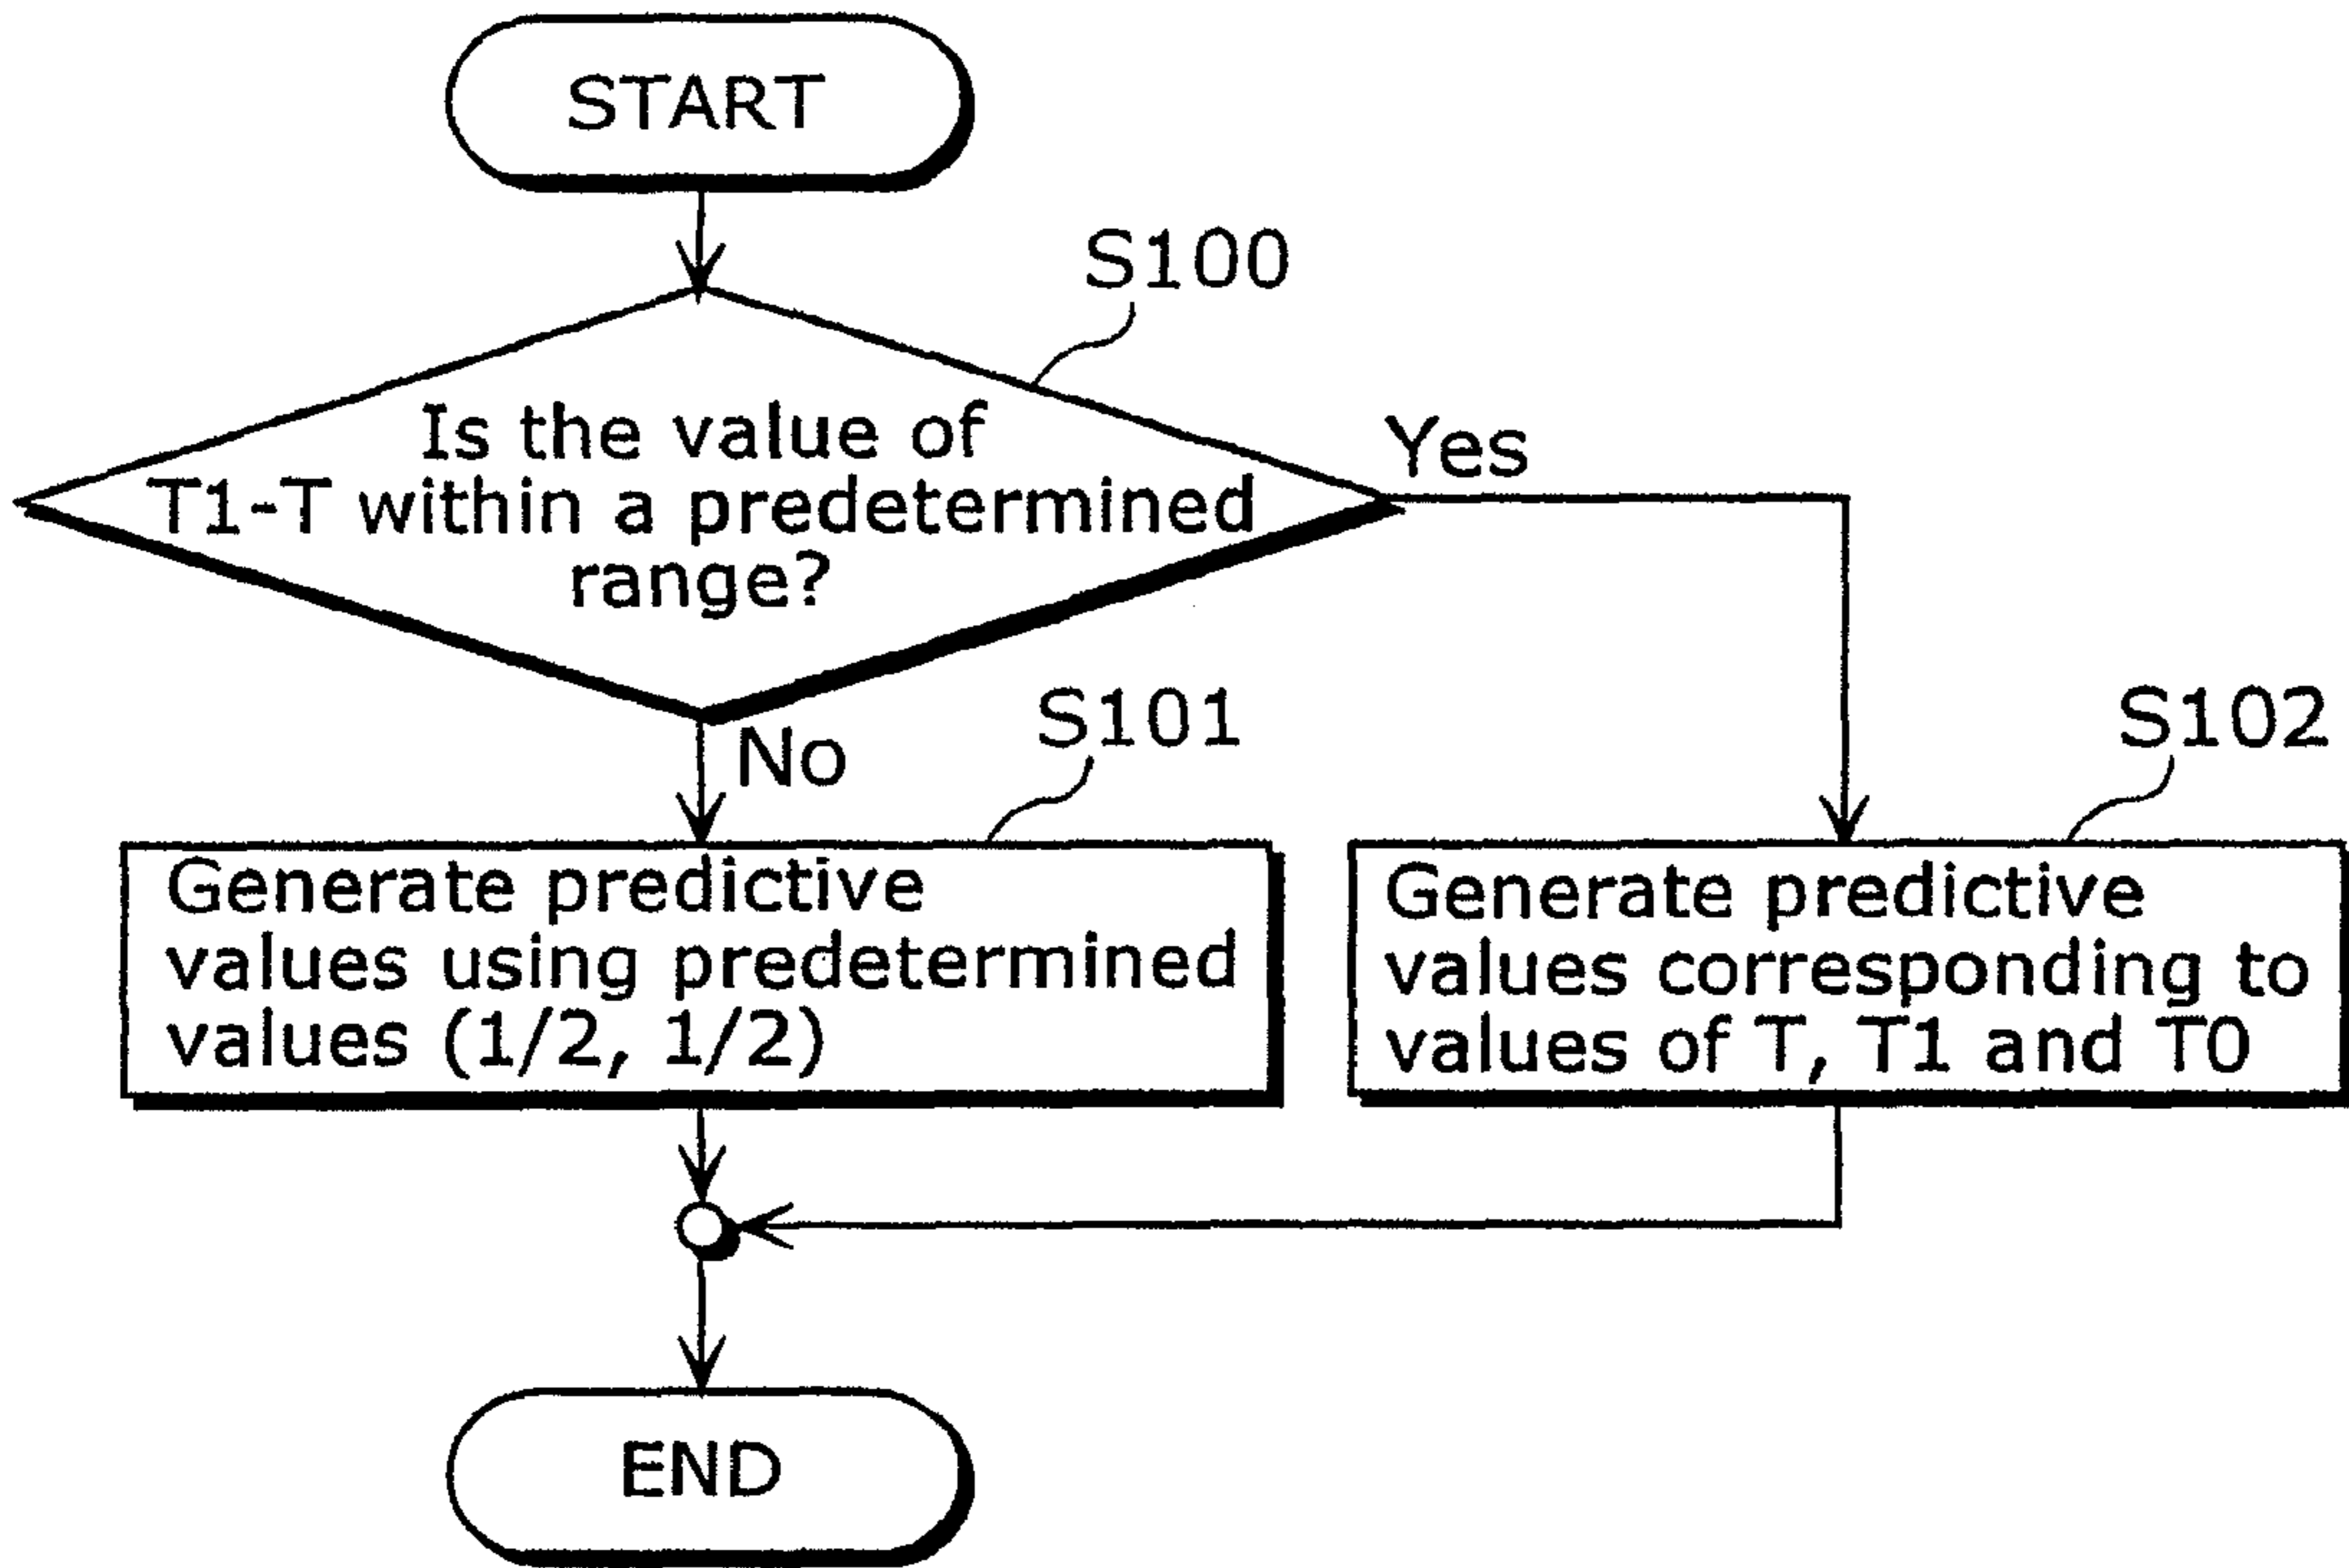 START
S100
Is the value of
T1-T within a predetermined
range?
Yes
No
S101
S102
Generate predictive
values using predetermined
values (1/2, 1/2)
Generate predictive
values corresponding to
values of T, T1 and T0
END